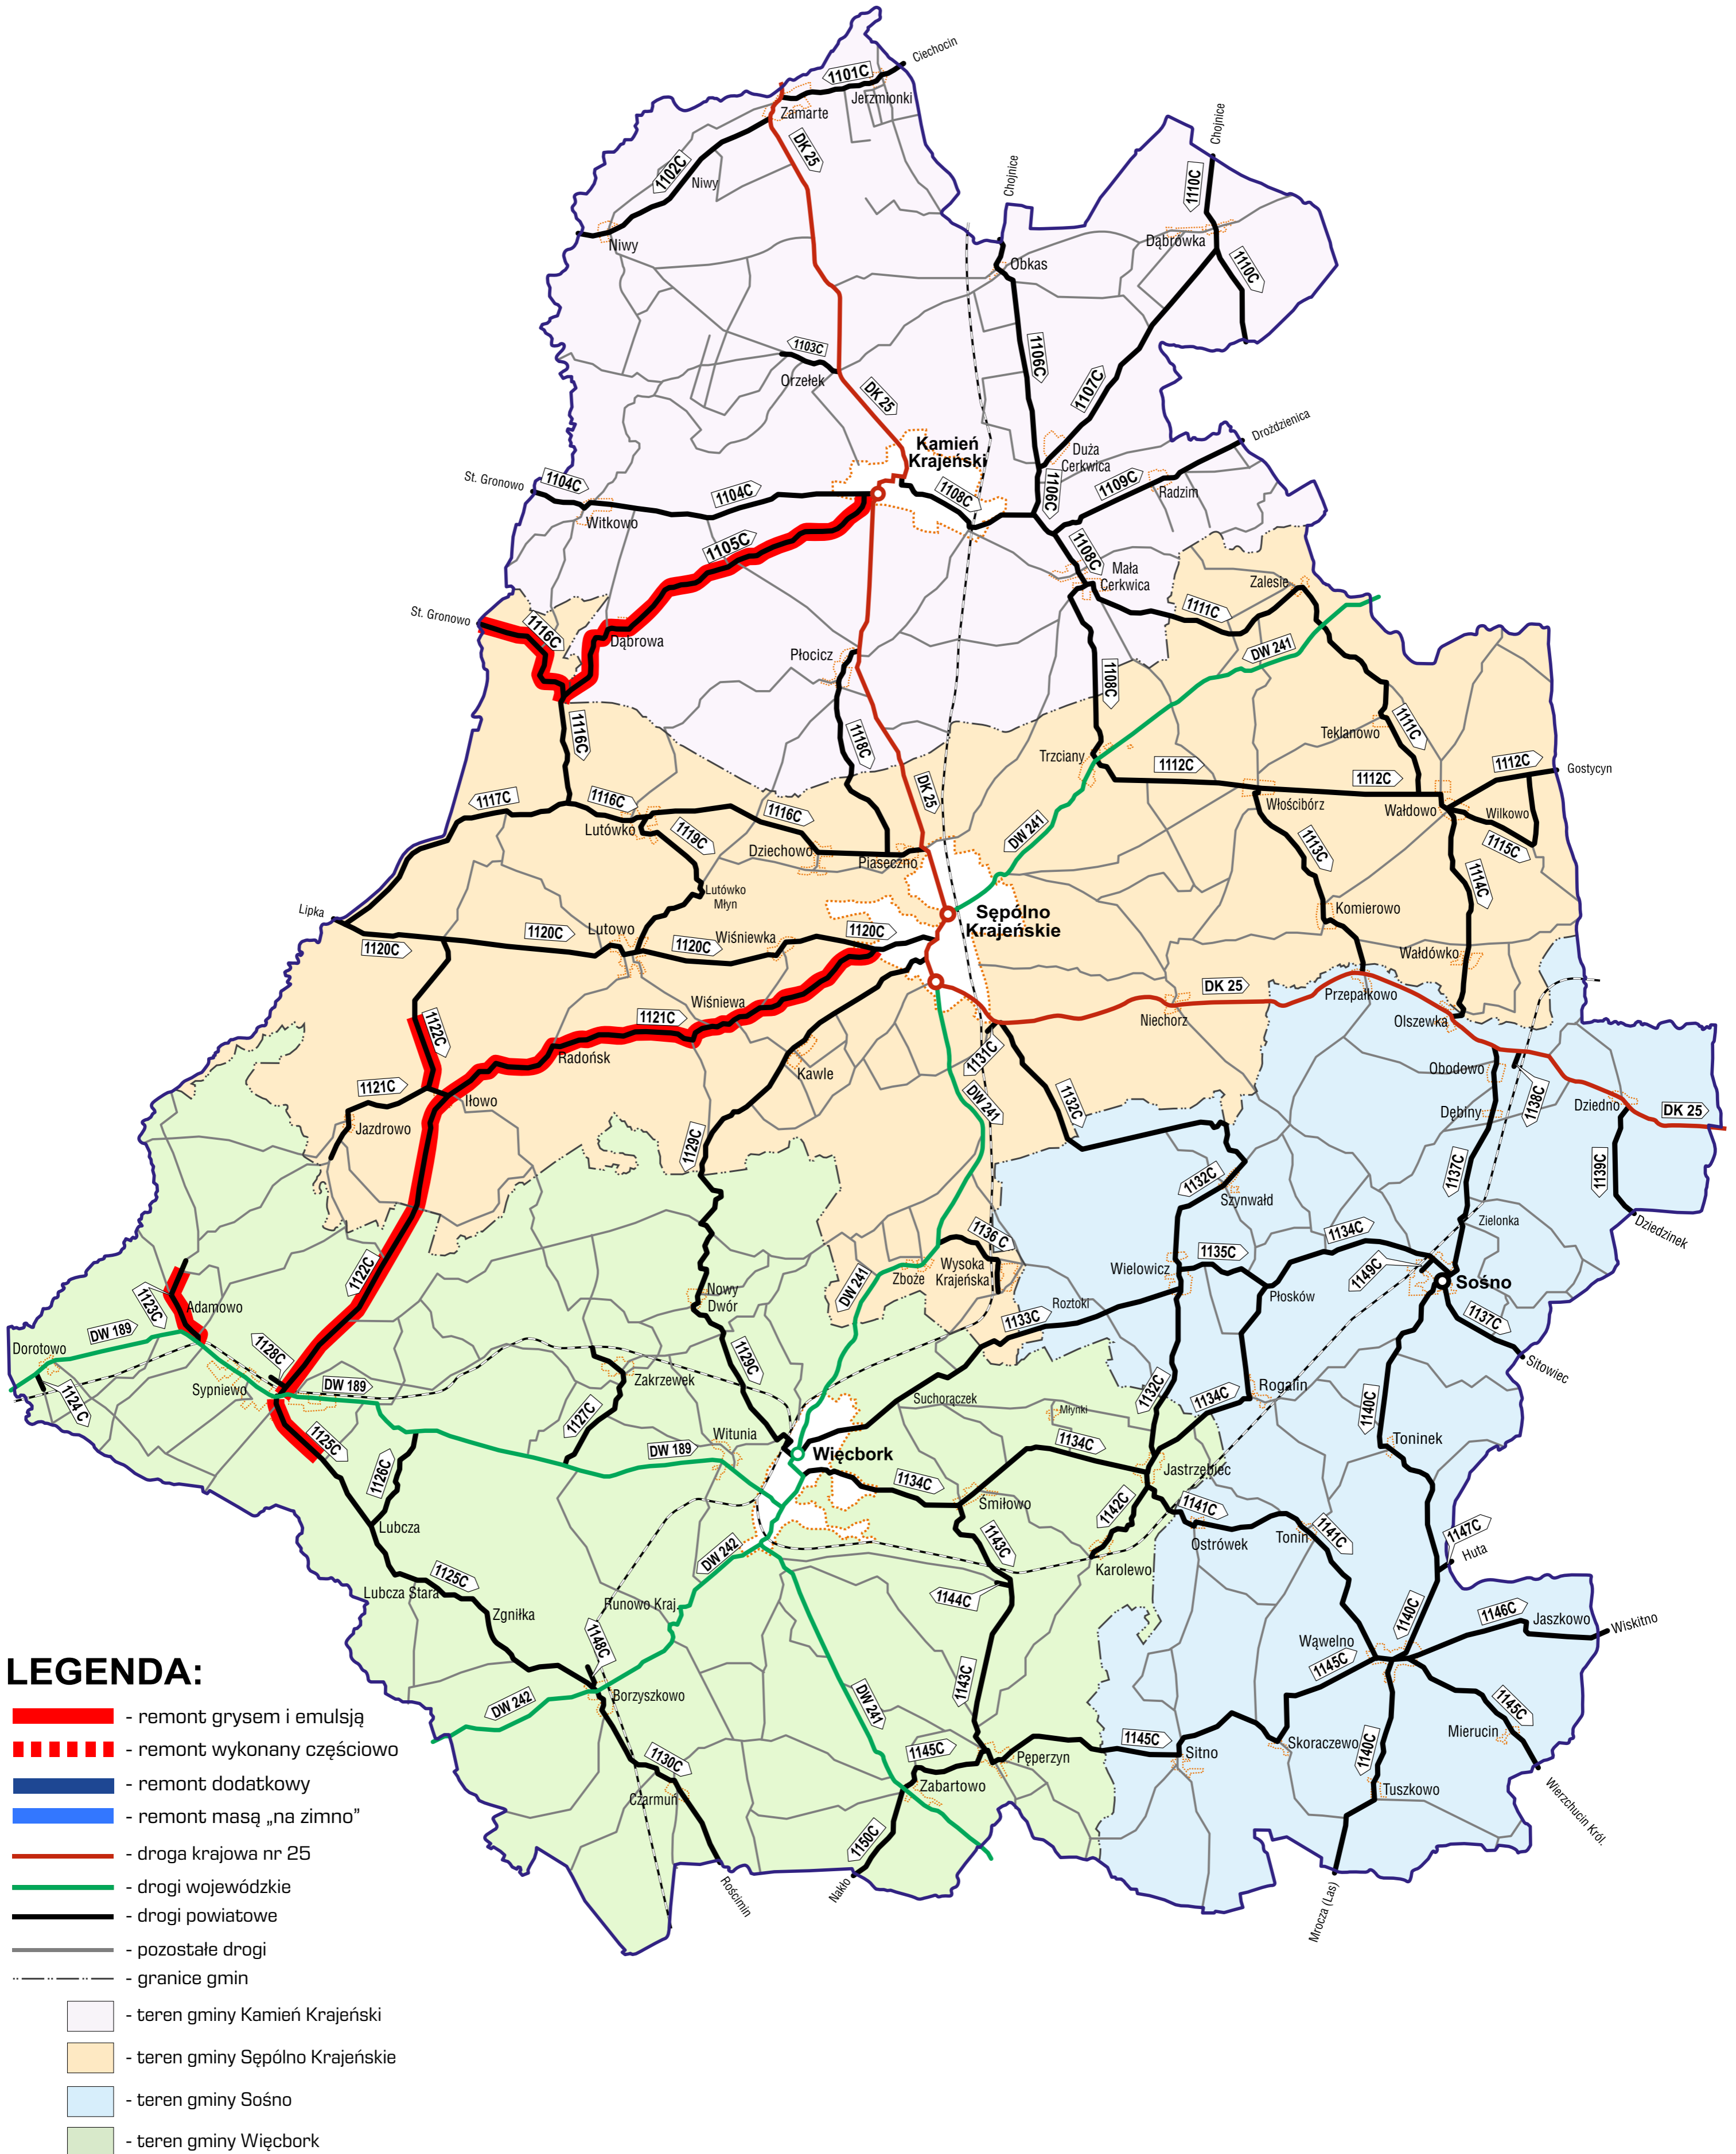 Ciechocin
1101C
Jerzmionki
Zamarte
DK 25
Chojnice
1102C
Niwy
Chojnice
1110C
Niwy
Dąbrówka
1110C
Obkas
1103C
1106C
Orzełek
DK 25
1107C
Drożdzienica
Kamień
Krajeński
Duża
Cerkwica
St. Gronowo
1104C
1104C
1108C
1106C
1109C
Radzim
Witkowo
1105C
1108C
Mała
Cerkwica
Zalesie
St. Gronowo
1116C
1111C
Dąbrowa
Płocicz
DW 241
1108C
1116C
1118C
Teklanowo
1111C
Trzciany
1112C
1112C
1112C
Gostycyn
DK 25
1117C
1116C
1116C
Włościbórz
Wałdowo
Wilkowo
Lutówko
1119C
DW 241
Dziechowo
Piaseczno
1113C
1115C
1114C
Lutówko
Młyn
Lipka
Komierowo
Sępólno
Krajeńskie
1120C
1120C
Lutowo
1120C
Wiśniewka
1120C
Wałdówko
DK 25
Przepałkowo
Wiśniewa
1121C
Niechorz
Olszewka
1122C
1131C
Radońsk
Kawle
Obodowo
1138C
1121C
Iłowo
DW 241
1132C
Dębiny
Dziedno
DK 25
Jazdrowo
1129C
1137C
1139C
1132C
Szynwałd
Zielonka
Dziedzinek
1136 C
1134C
1135C
1122C
Zboże
Wysoka
Krajeńska
Wielowicz
1149C
Sośno
DW 241
Nowy
Dwór
Roztoki
Płosków
1123C
Adamowo
1133C
1137C
DW 189
Dorotowo
1128C
1129C
Sitowiec
1124 C
Sypniewo
DW 189
Zakrzewek
Suchorączek
1132C
Rogalin
1134C
1140C
Młynki
1127C
1125C
Witunia
DW 189
1134C
Toninek
Więcbork
1126C
1134C
Jastrzębiec
Śmiłowo
1142C
1141C
Lubcza
1143C
Ostrówek
Tonin
1141C
1147C
Huta
DW 242
Karolewo
1125C
Lubcza Stara
1144C
Zgniłka
Runowo Kraj.
1140C
1146C
Jaszkowo
Wiskitno
1148C
Wąwelno
1145C
LEGENDA:
1143C
DW 242
Borzyszkowo
DW 241
1145C
- remont grysem i emulsją
Mierucin
- remont wykonany częściowo
1130C
1145C
Pęperzyn
1145C
Sitno
Skoraczewo
1140C
- remont dodatkowy
Czarmuń
Zabartowo
Tuszkowo
Wierzchucin Król.
- remont masą „na zimno”
1150C
- droga krajowa nr 25
Rościmin
Nakło
Mrocza (Las)
- drogi wojewódzkie
- drogi powiatowe
- pozostałe drogi
- granice gmin
- teren gminy Kamień Krajeński
- teren gminy Sępólno Krajeńskie
- teren gminy Sośno
- teren gminy Więcbork